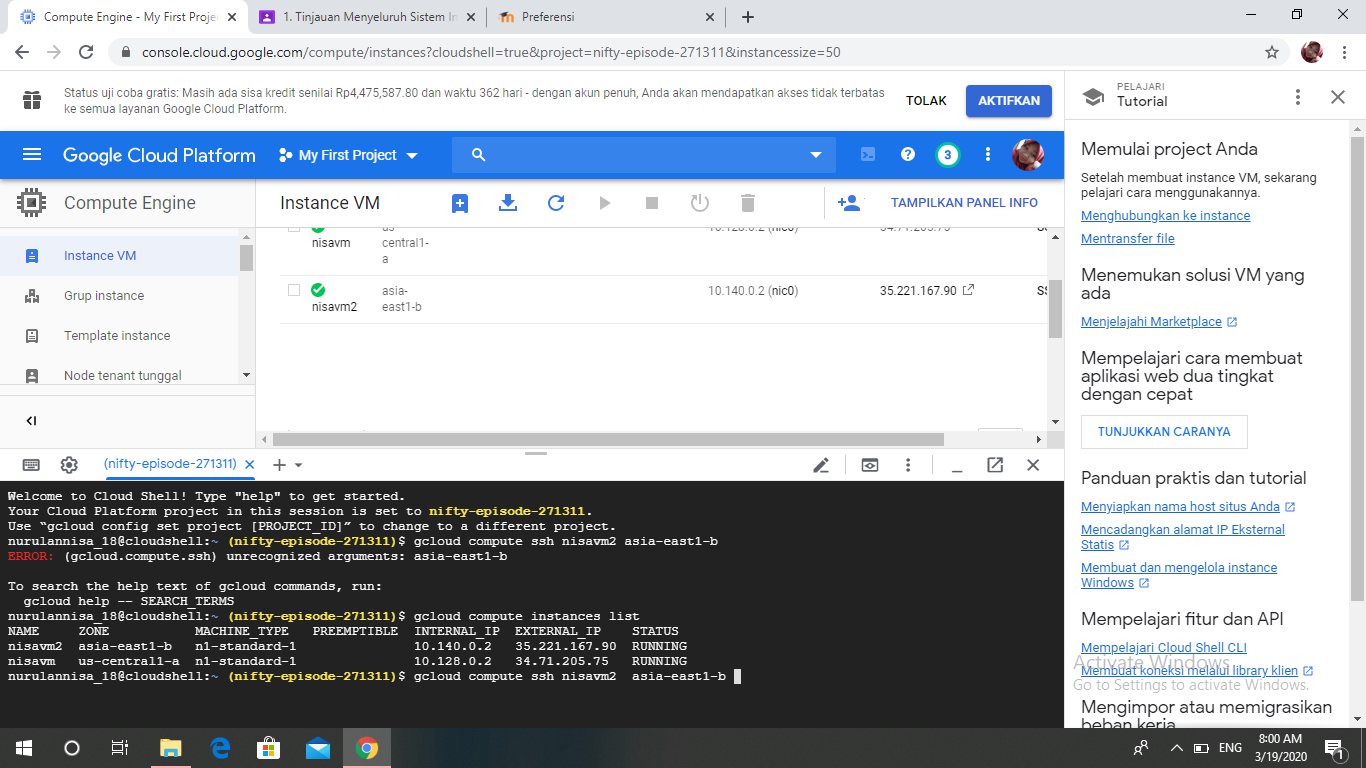 Compute Engine - My First Proje
1. Tinjauan Menyeluruh Sistem In
Preferensi
console.cloud.google.com/compute/instances?cloudshell=true&project=nifty-episode-271311&instancessize=50
Status uji coba gratis: Masih ada sisa kredit senilai Rp4,475,587.80 dan waktu 362 hari - dengan akun penuh, Anda akan mendapatkan akses tidak terbatas
ke semua layanan Google Cloud Platform.
TOLAK
AKTIFKAN
Google Cloud Platform
My First Project
3
Compute Engine
Instance VM
Grup instance
Template instance
Node tenant tunggal
Instance VM
TAMPILKAN PANEL INFO
nisavm us-central1-a 10.128.0.2 (nic0) 34.71.205.75
nisavm2 asia-east1-b 10.140.0.2 (nic0) 35.221.167.90 SS
PELAJARI
Tutorial
Memulai project Anda
Setelah membuat instance VM, sekarang
pelajari cara menggunakannya.
Menghubungkan ke instance
Mentransfer file
Menemukan solusi VM yang
ada
Menjelajahi Marketplace
Mempelajari cara membuat
aplikasi web dua tingkat
dengan cepat
TUNJUKKAN CARANYA
Panduan praktis dan tutorial
Menyiapkan nama host situs Anda
Mencadangkan alamat IP Eksternal
Statis
Membuat dan mengelola instance
Windows
Mempelajari fitur dan API
Mempelajari Cloud Shell CLI
Membuat koneksi melalui library klien
Mengimpor atau memigrasikan
beban kerja
Activate Windows
Go to Settings to activate Windows.
(nifty-episode-271311)
Welcome to Cloud Shell! Type "help" to get started.
Your Cloud Platform project in this session is set to nifty-episode-271311.
Use “gcloud config set project [PROJECT_ID]” to change to a different project.
nurulannisa_18@cloudshell:~ (nifty-episode-271311)$ gcloud compute ssh nisavm2 asia-east1-b
ERROR: (gcloud.compute.ssh) unrecognized arguments: asia-east1-b
To search the help text of gcloud commands, run:
gcloud help -- SEARCH_TERMS
nurulannisa_18@cloudshell:~ (nifty-episode-271311)$ gcloud compute instances list
NAME ZONE MACHINE_TYPE PREEMPTIBLE INTERNAL_IP EXTERNAL_IP STATUS
nisavm2 asia-east1-b n1-standard-1 10.140.0.2 35.221.167.90 RUNNING
nisavm us-central1-a n1-standard-1 10.128.0.2 34.71.205.75 RUNNING
nurulannisa_18@cloudshell:~ (nifty-episode-271311)$ gcloud compute ssh nisavm2 asia-east1-b
ENG
8:00 AM
3/19/2020
1